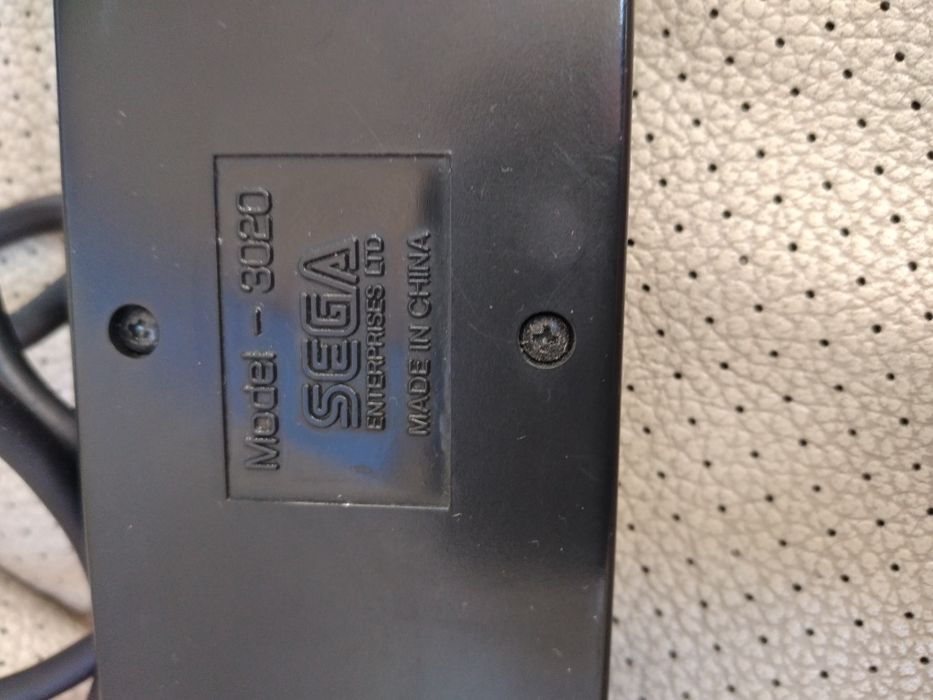 Model - 3020
SEGA
ENTERPRISES LTD
MADE IN CHINA